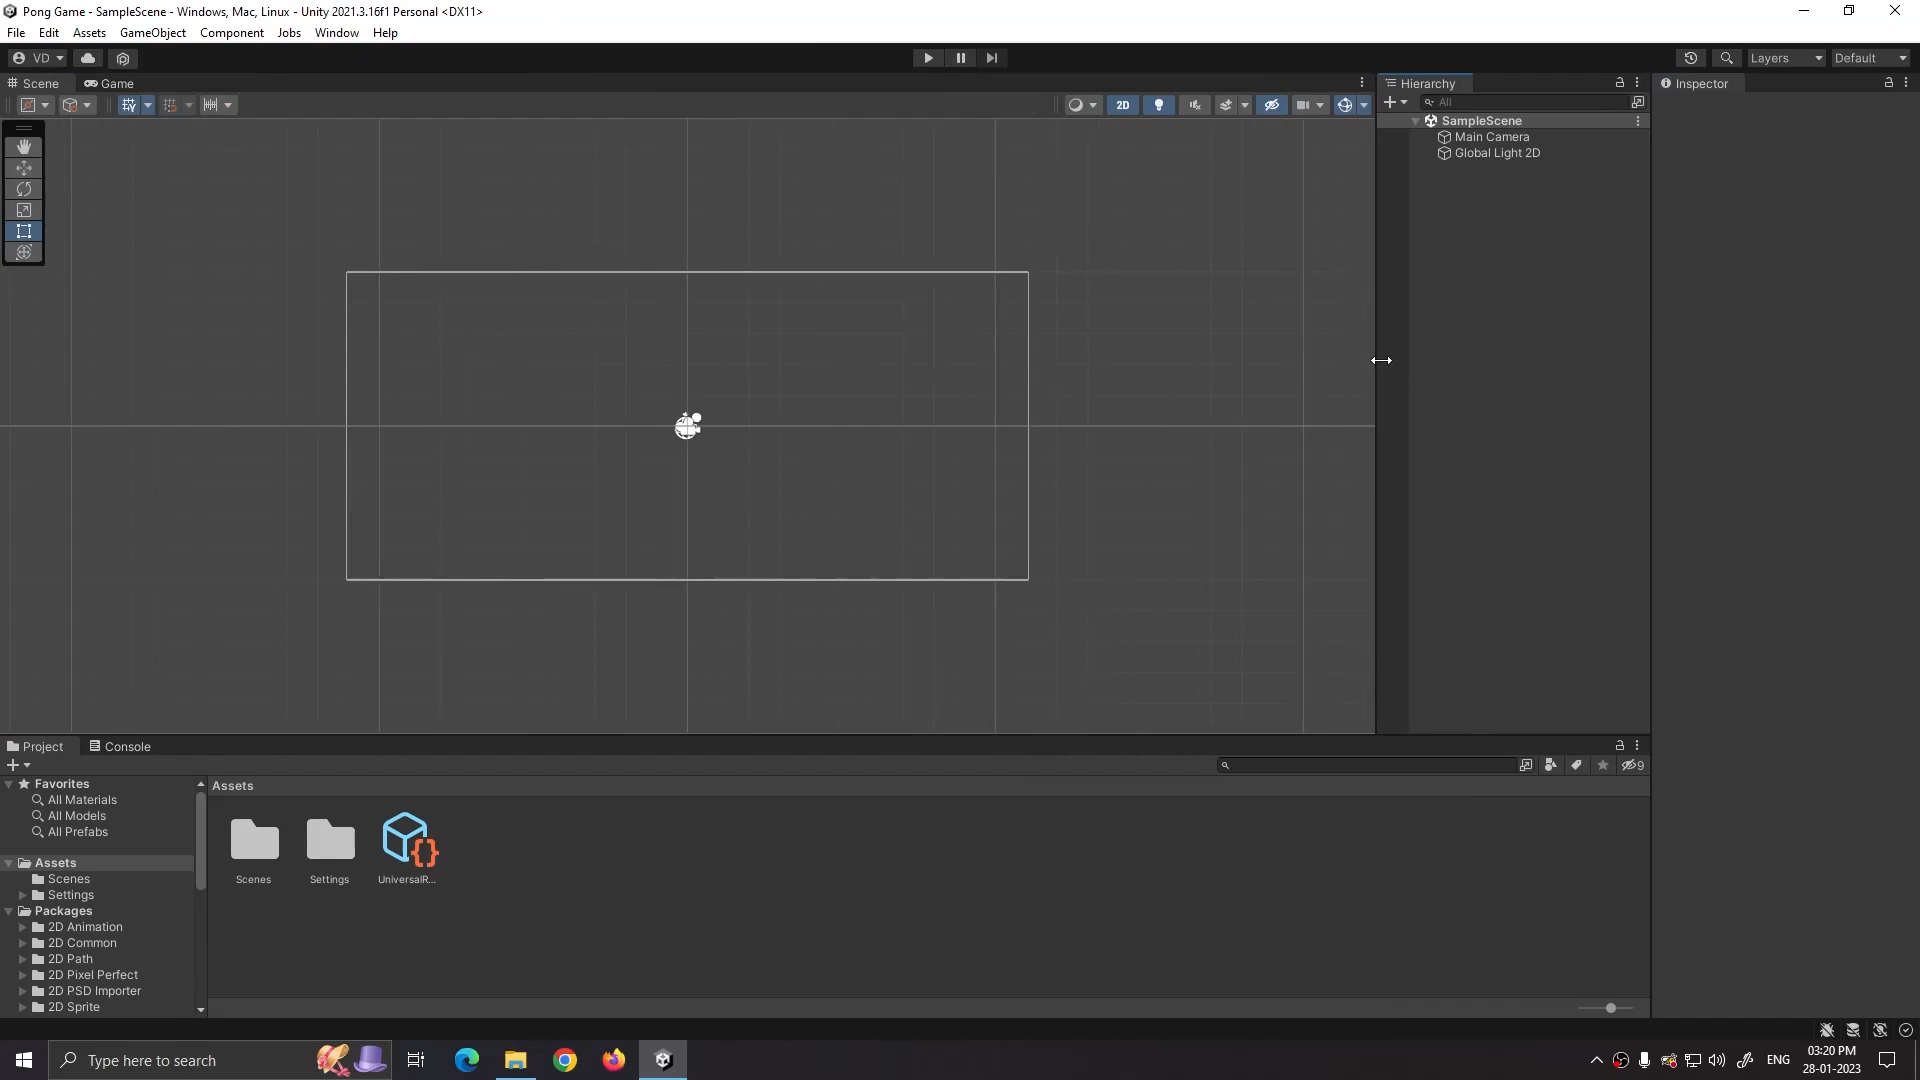 Pong Game - SampleScene - Windows, Mac, Linux - Unity 2021.3.16f1 Personal <DX11>
File Edit Assets GameObject Component Jobs Window Help
VD Layers Default
Scene Game Hierarchy Inspector
2D All
SampleScene
Main Camera
Global Light 2D
Project Console
9
Favorites Assets
All Materials
All Models
All Prefabs
Assets
Scenes
Settings
Packages
2D Animation
2D Common
2D Path
2D Pixel Perfect
2D PSD Importer
2D Sprite
Scenes Settings UniversalR...
Type here to search ENG 03:20 PM
28-01-2023